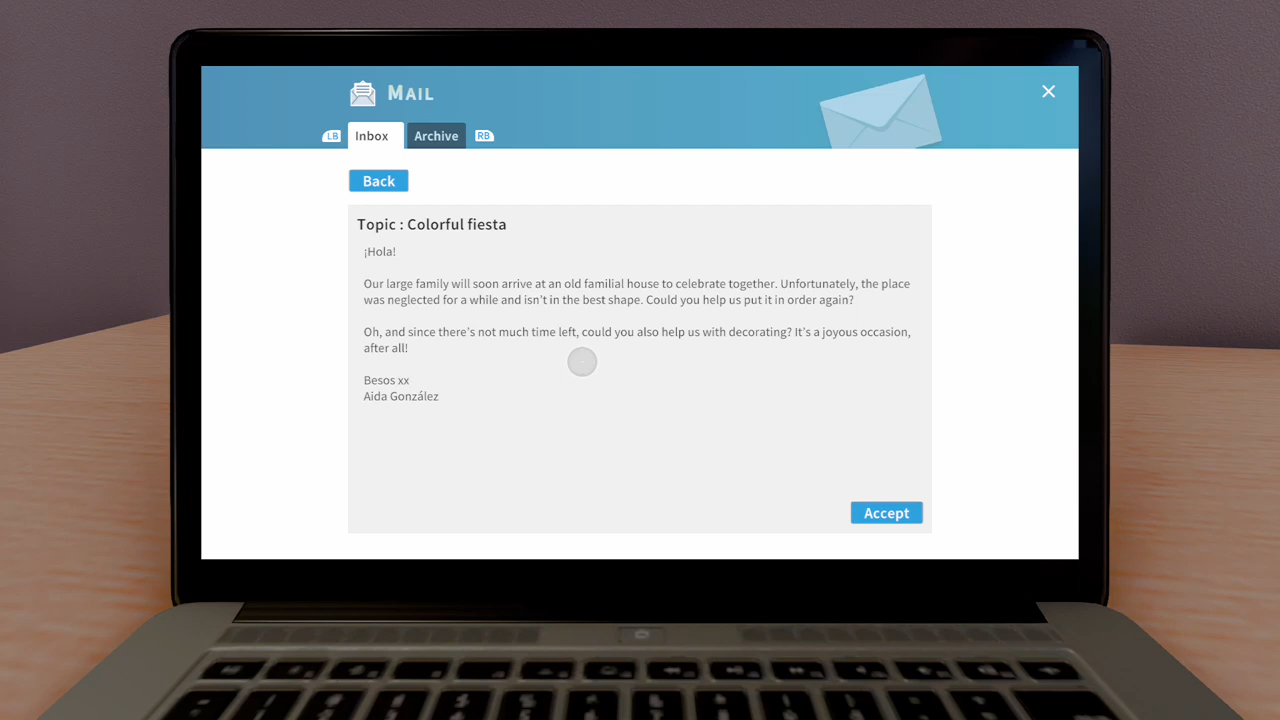 MAIL
LB
Inbox
Archive
RB
Back
Topic : Colorful fiesta
¡Hola!
Our large family will soon arrive at an old familial house to celebrate together. Unfortunately, the place
was neglected for a while and isn't in the best shape. Could you help us put it in order again?
Oh, and since there's not much time left, could you also help us with decorating? It's a joyous occasion,
after all!
Besos xx
Aida González
Accept